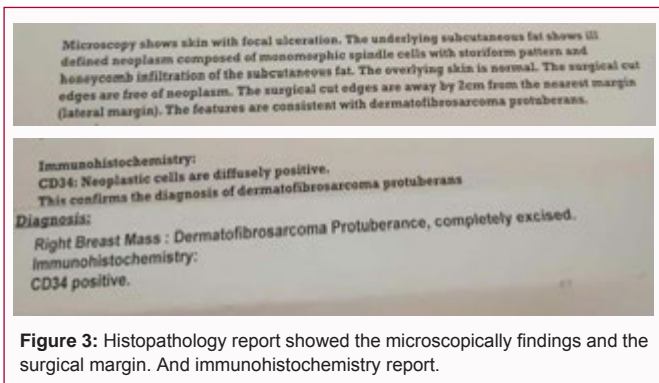 Microscopy shows skin with focal ulceration. The underlying subcutaneous fat shows ill
defined neoplasm composed of monomorphic spindle cells with storiform pattern and
honeycomb infiltration of the subcutaneous fat. The overlying skin is normal. The surgical cut
edges are free of neoplasm. The surgical cut edges are away by 2cm from the nearest margin
(lateral margin). The features are consistent with dermatofibrosarcoma protuberans.
Immunohistochemistry:
CD34: Neoplastic cells are diffusely positive.
This confirms the diagnosis of dermatofibrosarcoma protuberans
Diagnosis:
Right Breast Mass : Dermatofibrosarcoma Protuberance, completely excised.
Immunohistochemistry:
CD34 positive.
Figure 3: Histopathology report showed the microscopically findings and the
surgical margin. And immunohistochemistry report.